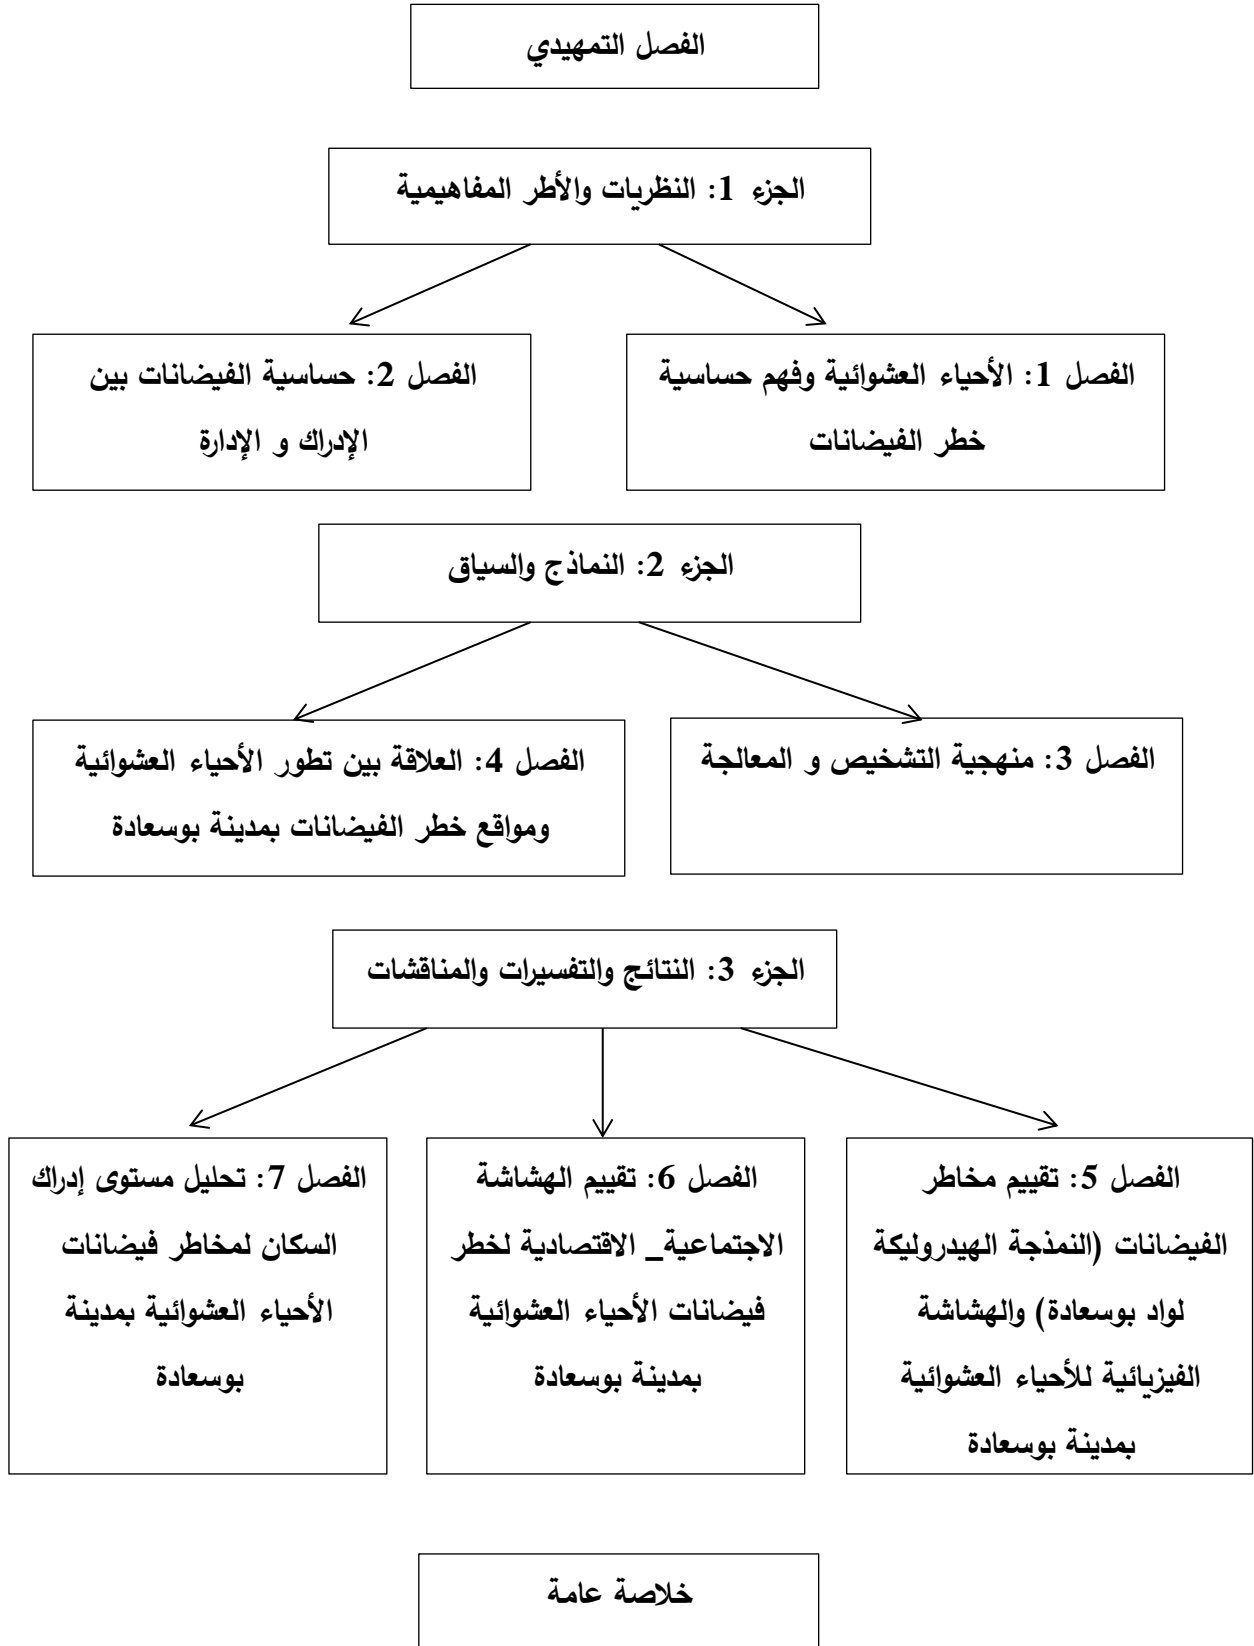 الفصل التمهيدي
الجزء 1: النظريات والأطر المفاهيمية
الفصل 1: الأحياء العشوائية وفهم حساسية
خطر الفيضانات
الفصل 2: حساسية الفيضانات بين
الإدراك و الإدارة
الجزء 2: النماذج والسياق
الفصل 3: منهجية التشخيص و المعالجة
الفصل 4: العلاقة بين تطور الأحياء العشوائية
ومواقع خطر الفيضانات بمدينة بوسعادة
الجزء 3: النتائج والتفسيرات والمناقشات
الفصل 5: تقييم مخاطر
الفيضانات (النمذجة الهيدروليكة
لواد بوسعادة) والهشاشة
الفيزيائية للأحياء العشوائية
بمدينة بوسعادة
الفصل 6: تقييم الهشاشة
الاجتماعية_ الاقتصادية لخطر
فيضانات الأحياء العشوائية
بمدينة بوسعادة
الفصل 7: تحليل مستوى إدراك
السكان لمخاطر فيضانات
الأحياء العشوائية بمدينة
بوسعادة
خلاصة عامة